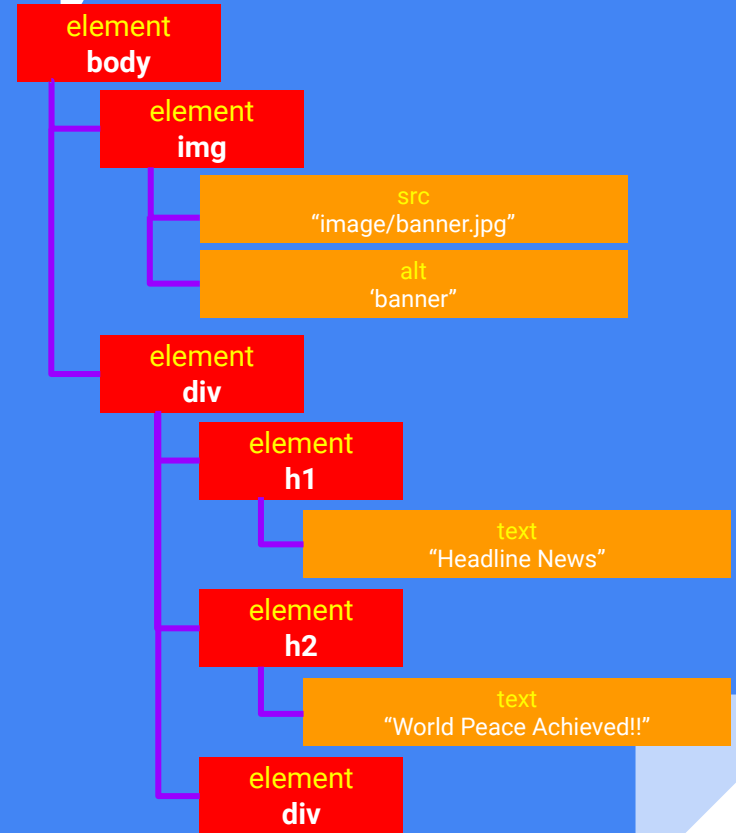 element
body
element
img
src
“image/banner.jpg”
alt
‘banner”
element
div
element
h1
text
“Headline News”
element
h2
text
“World Peace Achieved!!”
element
div